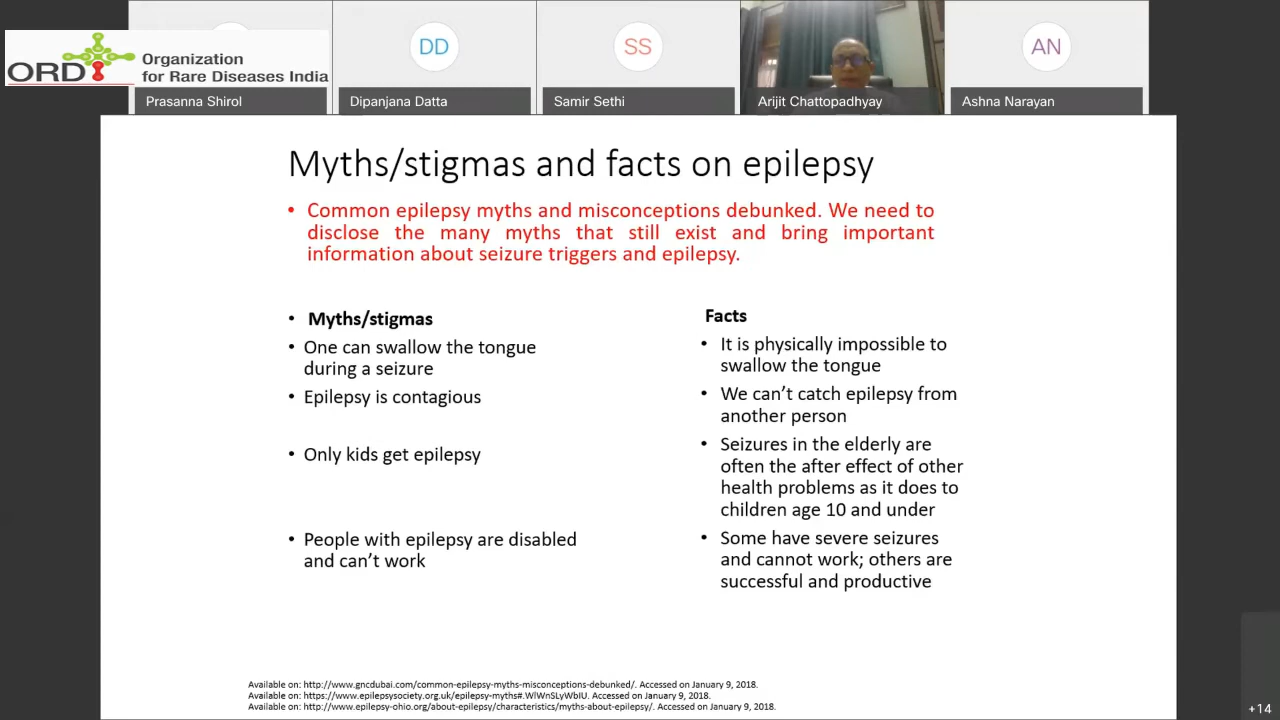 ORDI
Organization
for Rare Diseases India
DD
SS
AN
Prasanna Shirol
Dipanjana Datta
Samir Sethi
Arijit Chattopadhyay
Ashna Narayan
Myths/stigmas and facts on epilepsy
• Common epilepsy myths and misconceptions debunked. We need to
disclose the many myths that still exist and bring important
information about seizure triggers and epilepsy.
• Myths/stigmas
• One can swallow the tongue
during a seizure
• Epilepsy is contagious
• Only kids get epilepsy
• People with epilepsy are disabled
and can't work
Facts
• It is physically impossible to
swallow the tongue
• We can't catch epilepsy from
another person
• Seizures in the elderly are
often the after effect of other
health problems as it does to
children age 10 and under
• Some have severe seizures
and cannot work; others are
successful and productive
Available on: http://www.gncdubai.com/common-epilepsy-myths-misconceptions-debunked/. Accessed on January 9, 2018.
Available on: https://www.epilepsysociety.org.uk/epilepsy-myths#.WlWnSLyWbIU. Accessed on January 9, 2018.
Available on: http://www.epilepsy-ohio.org/about-epilepsy/characteristics/myths-about-epilepsy/. Accessed on January 9, 2018.
+14